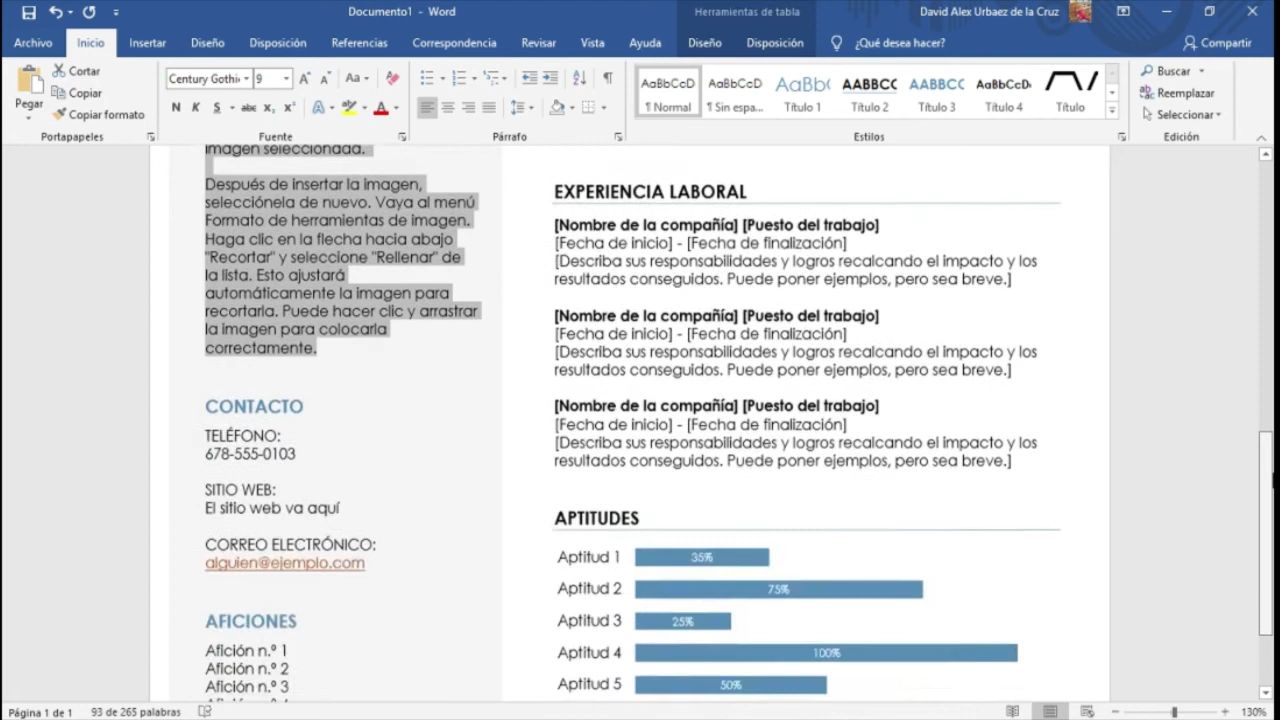 Documento1 - Word
Herramientas de tabla
David Alex Urbaez de la Cruz
Archivo
Inicio
Insertar
Diseño
Disposición
Referencias
Correspondencia
Revisar
Vista
Ayuda
Diseño
Disposición
¿Qué desea hacer?
Compartir
Pegar
Cortar
Copiar
Copiar formato
Portapapeles
Century Gothi
9
Aa
N K S abc x₂ x²
Fuente
Párrafo
AaBbCcD
¶ Normal
AaBbCcD
¶ Sin espa...
AaBb(
Título 1
AABBCC
Título 2
AABBCC
Título 3
AaBbCcD.
Título 4
Título
Estilos
Buscar
Reemplazar
Seleccionar
Edición
imagen seleccionada.
Después de insertar la imagen,
selecciónela de nuevo. Vaya al menú
Formato de herramientas de imagen.
Haga clic en la flecha hacia abajo
"Recortar" y seleccione "Rellenar" de
la lista. Esto ajustará
automáticamente la imagen para
recortarla. Puede hacer clic y arrastrar
la imagen para colocarla
correctamente.
CONTACTO
TELÉFONO:
678-555-0103
SITIO WEB:
El sitio web va aquí
CORREO ELECTRÓNICO:
alguien@ejemplo.com
AFICIONES
Afición n.º 1
Afición n.º 2
Afición n.º 3
EXPERIENCIA LABORAL
[Nombre de la compañía] [Puesto del trabajo]
[Fecha de inicio] - [Fecha de finalización]
[Describa sus responsabilidades y logros recalcando el impacto y los
resultados conseguidos. Puede poner ejemplos, pero sea breve.]
[Nombre de la compañía] [Puesto del trabajo]
[Fecha de inicio] - [Fecha de finalización]
[Describa sus responsabilidades y logros recalcando el impacto y los
resultados conseguidos. Puede poner ejemplos, pero sea breve.]
[Nombre de la compañía] [Puesto del trabajo]
[Fecha de inicio] - [Fecha de finalización]
[Describa sus responsabilidades y logros recalcando el impacto y los
resultados conseguidos. Puede poner ejemplos, pero sea breve.]
APTITUDES
Aptitud 1 35%
Aptitud 2 75%
Aptitud 3 25%
Aptitud 4 100%
Aptitud 5 50%
Página 1 de 1
93 de 265 palabras
130%